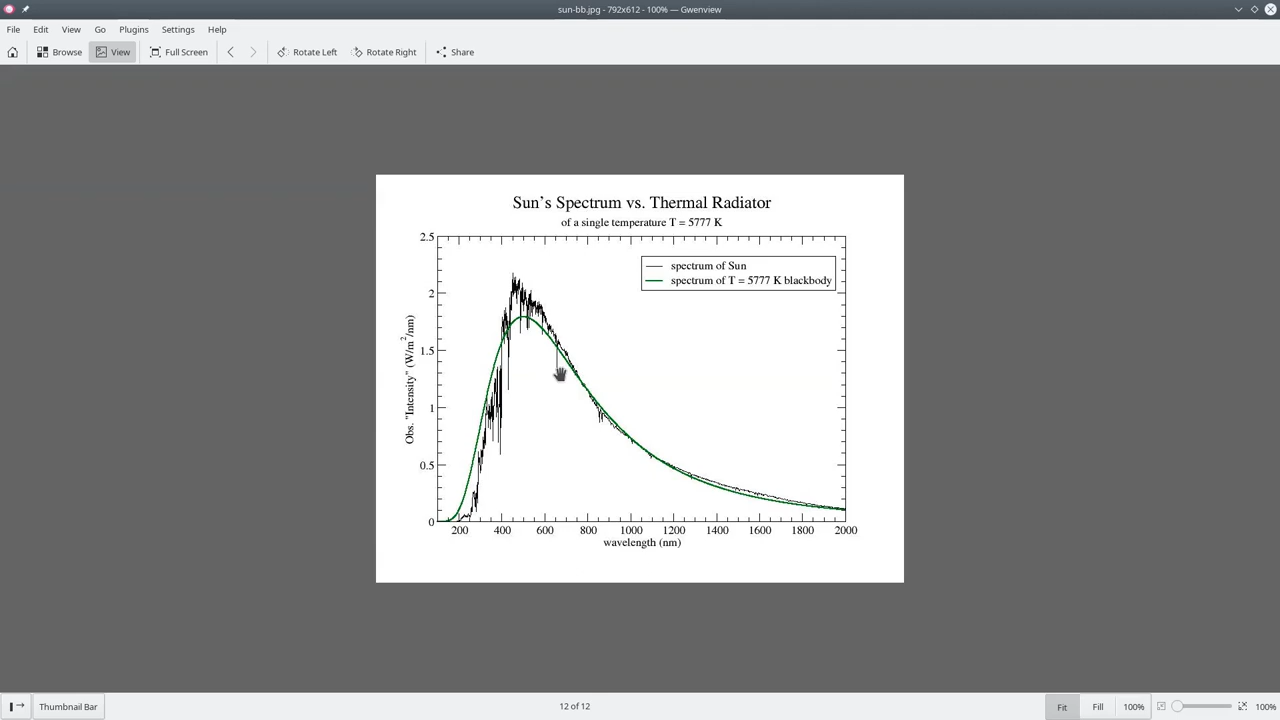 sun-bb.jpg - 792x612 - 100% — Gwenview
File Edit View Go Plugins Settings Help
Browse View Full Screen Rotate Left Rotate Right Share
Sun's Spectrum vs. Thermal Radiator
of a single temperature T = 5777 K
spectrum of Sun
spectrum of T = 5777 K blackbody
Obs. "Intensity" (W/m²/nm)
2.5
2
1.5
1
0.5
0
200 400 600 800 1000 1200 1400 1600 1800 2000
wavelength (nm)
Thumbnail Bar 12 of 12 Fit Fill 100% 100%